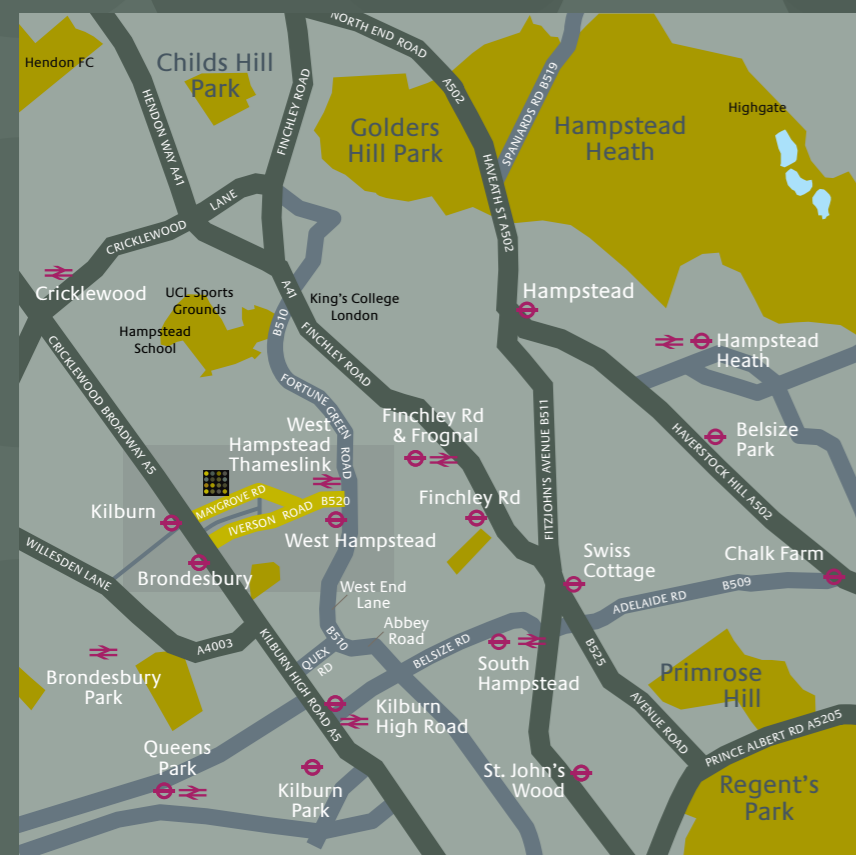 NORTH END ROAD
Hendon FC
Childs Hill
Park
HENDON WAY A41
FINCHLEY ROAD
A502
SPANIARDS RD B519
Golders
Hill Park
Hampstead
Heath
Highgate
HAVEATH ST A502
CRICKLEWOOD
LANE
Cricklewood
UCL Sports
Grounds
Hampstead
School
A41
King's College
London
B510
FINCHLEY ROAD
Hampstead
Hampstead
Heath
CRICKLEWOOD BROADWAY A5
FORTUNE GREEN ROAD
West
Hampstead
Thameslink
Finchley Rd
& Frognal
FITZJOHN'S AVENUE B511
Belsize
Park
HAVERSTOCK HILL A502
MAYGROVE RD
IVERSON ROAD
B520
Kilburn
West Hampstead
Finchley Rd
Brondesbury
WILLESDEN LANE
Swiss
Cottage
Chalk Farm
West End
Lane
Abbey
Road
ADELAIDE RD
B509
A4003
KILBURN HIGH ROAD A5
QUEX
RD
B510
BELSIZE RD
South
Hampstead
B525
AVENUE ROAD
Primrose
Hill
Brondesbury
Park
Kilburn
High Road
PRINCE ALBERT RD A5205
Queens
Park
Kilburn
Park
St. John's
Wood
Regent's
Park